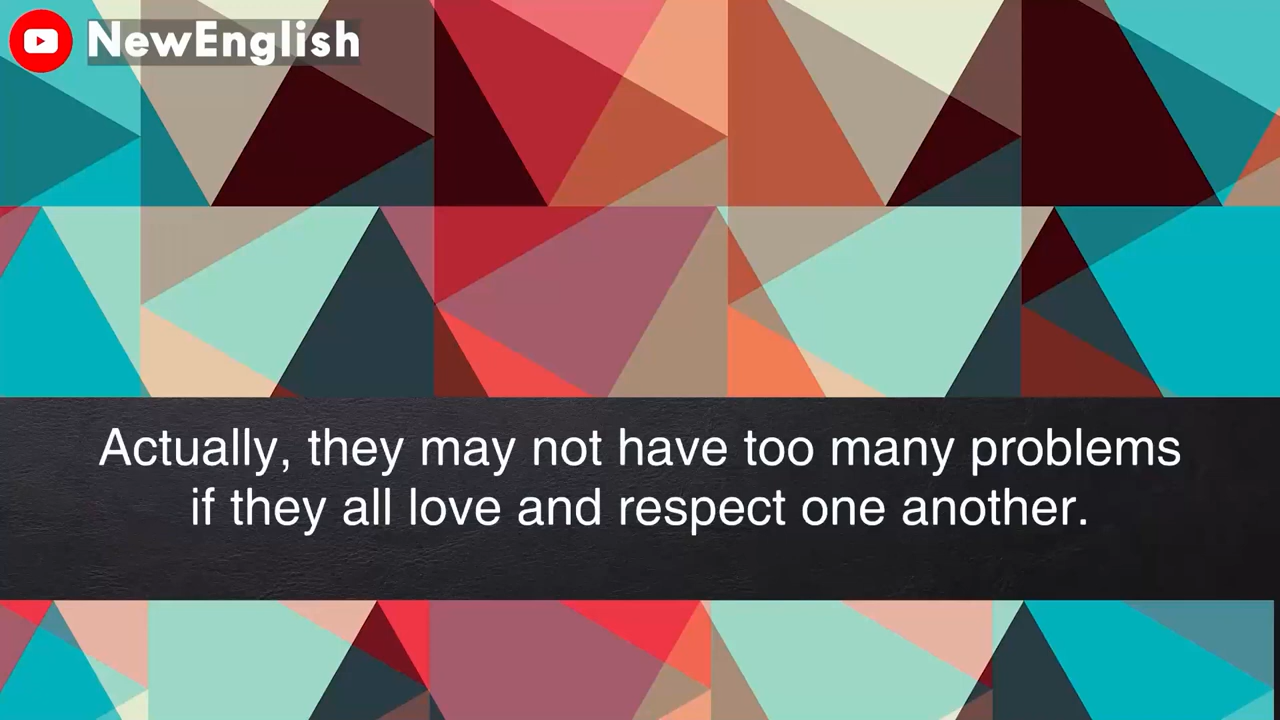 NewEnglish
Actually, they may not have too many problems
if they all love and respect one another.